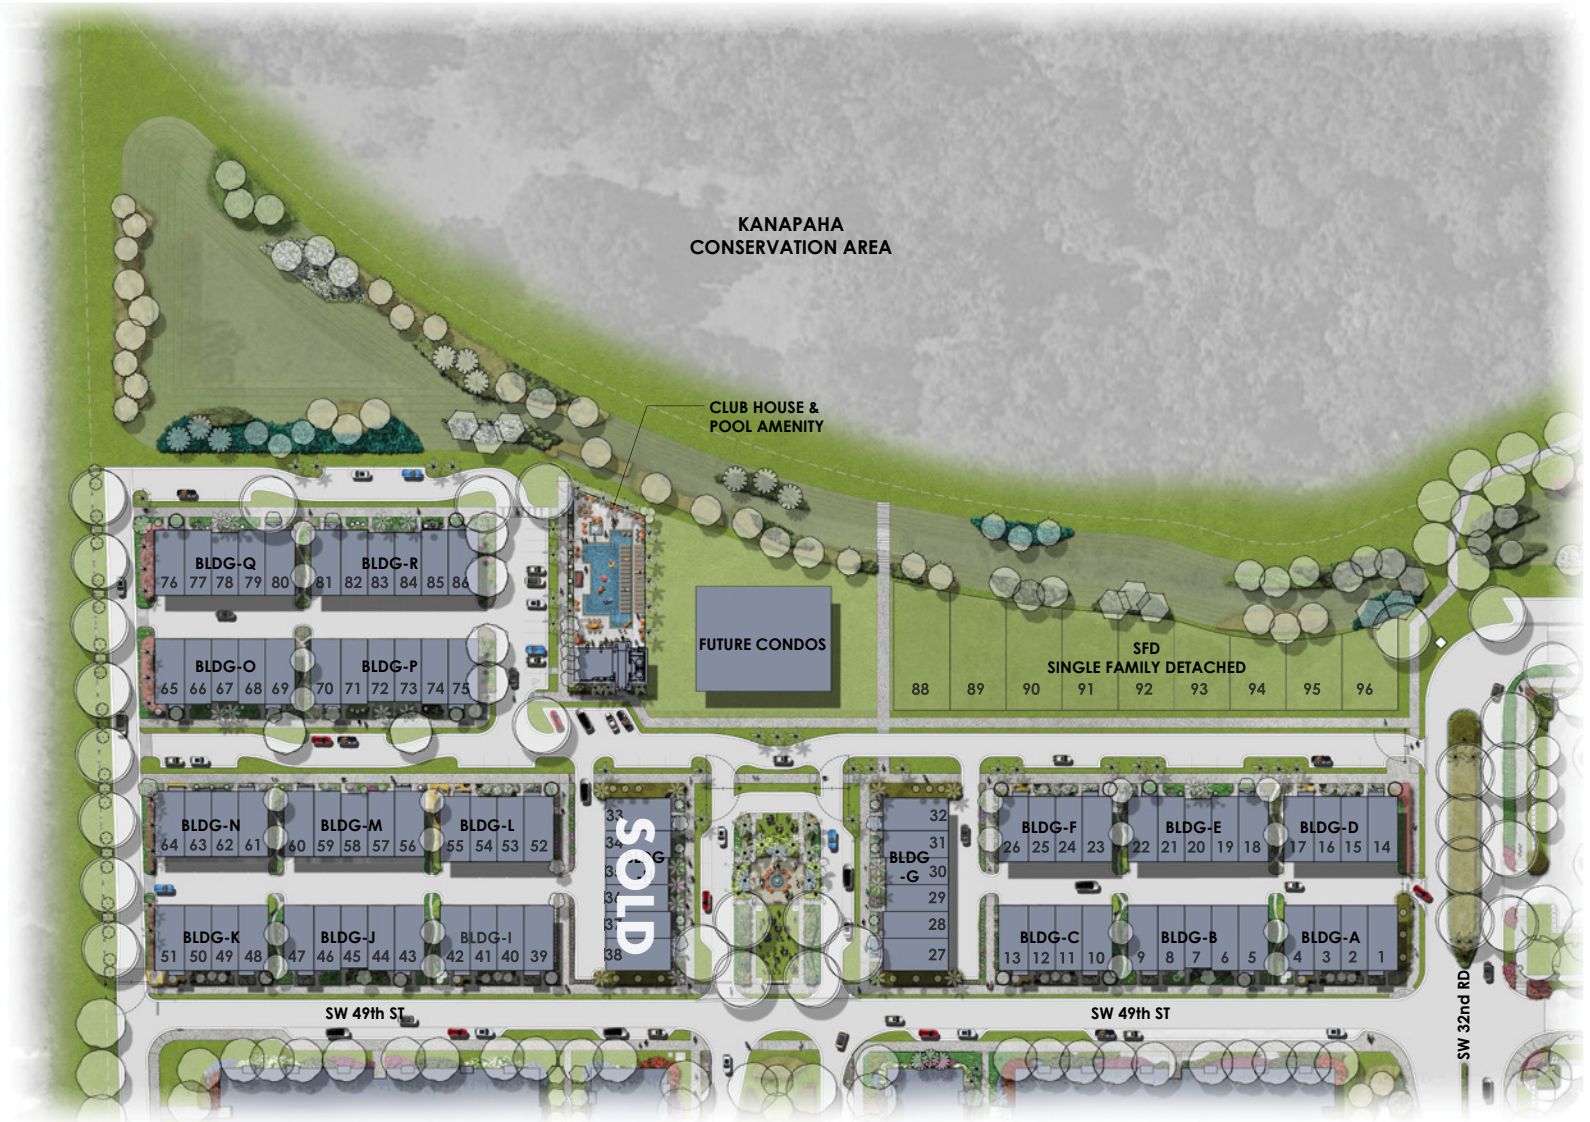 KANAPAHA
CONSERVATION AREA
CLUB HOUSE &
POOL AMENITY
BLDG-Q
76 77 78 79 80
BLDG-R
81 82 83 84 85 86
BLDG-O
65 66 67 68 69
BLDG-P
70 71 72 73 74 75
FUTURE CONDOS
SFD
SINGLE FAMILY DETACHED
88 89 90 91 92 93 94 95 96
BLDG-N
64 63 62 61
BLDG-M
60 59 58 57 56
BLDG-L
55 54 53 52
33
34
35
36
37
38
SOLD
BLDG
-G
32
31
30
29
28
27
BLDG-F
26 25 24 23
BLDG-E
22 21 20 19 18
BLDG-D
17 16 15 14
BLDG-K
51 50 49 48
BLDG-J
47 46 45 44 43
BLDG-I
42 41 40 39
BLDG-C
13 12 11 10
BLDG-B
9 8 7 6 5
BLDG-A
4 3 2 1
SW 49th ST
SW 49th ST
SW 32nd RD